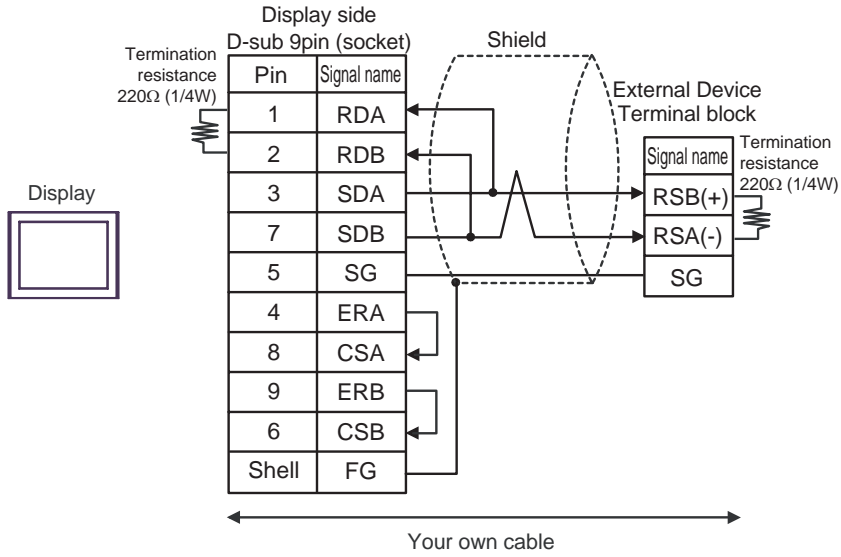 Display side
D-sub 9pin (socket)
Termination
resistance
220Ω (1/4W)
Shield
External Device
Terminal block
Pin Signal name
1 RDA
2 RDB
3 SDA
7 SDB
5 SG
4 ERA
8 CSA
9 ERB
6 CSB
Shell FG
Signal name
RSB(+)
RSA(-)
SG
Termination
resistance
220Ω (1/4W)
Display
Your own cable